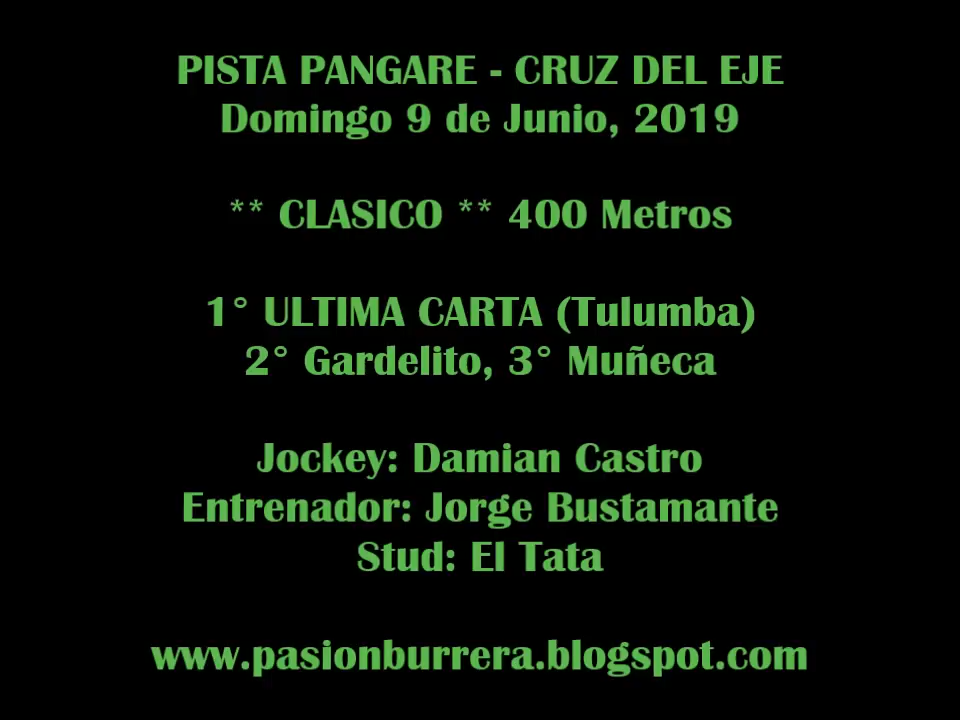 PISTA PANGARE - CRUZ DEL EJE
Domingo 9 de Junio, 2019
** CLASICO ** 400 Metros
1° ULTIMA CARTA (Tulumba)
2° Gardelito, 3° Muñeca
Jockey: Damian Castro
Entrenador: Jorge Bustamante
Stud: El Tata
www.pasionburrera.blogspot.com